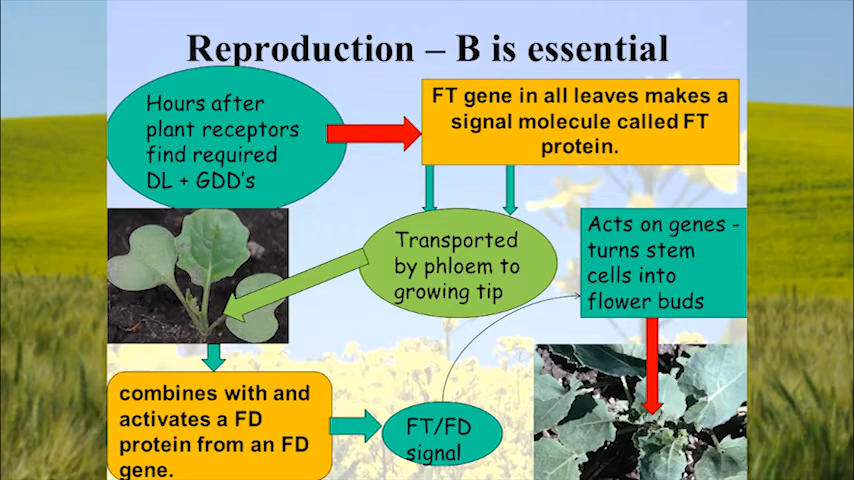 Reproduction – B is essential
Hours after
plant receptors
find required
DL + GDD's
FT gene in all leaves makes a
signal molecule called FT
protein.
Transported
by phloem to
growing tip
Acts on genes -
turns stem
cells into
flower buds
combines with and
activates a FD
protein from an FD
gene.
FT/FD
signal